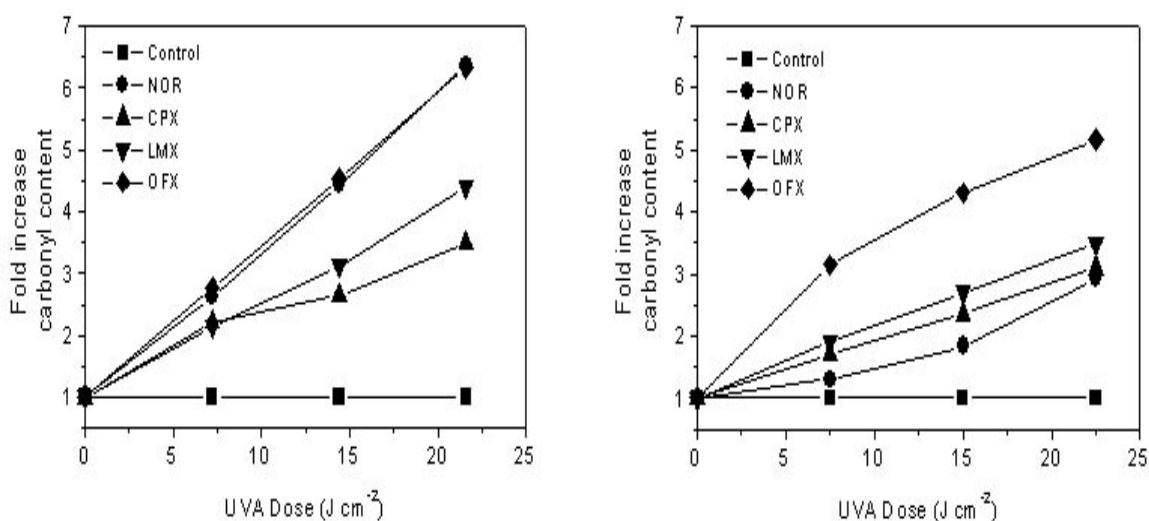 7
6
5
4
3
2
1
Fold increase
carbonyl content
Control
NOR
CPX
LMX
OFX
0 5 10 15 20 25
UVA Dose (J cm⁻²)
7
6
5
4
3
2
1
Fold increase
carbonyl content
Control
NOR
CPX
LMX
OFX
0 5 10 15 20 25
UVA Dose (J cm⁻²)